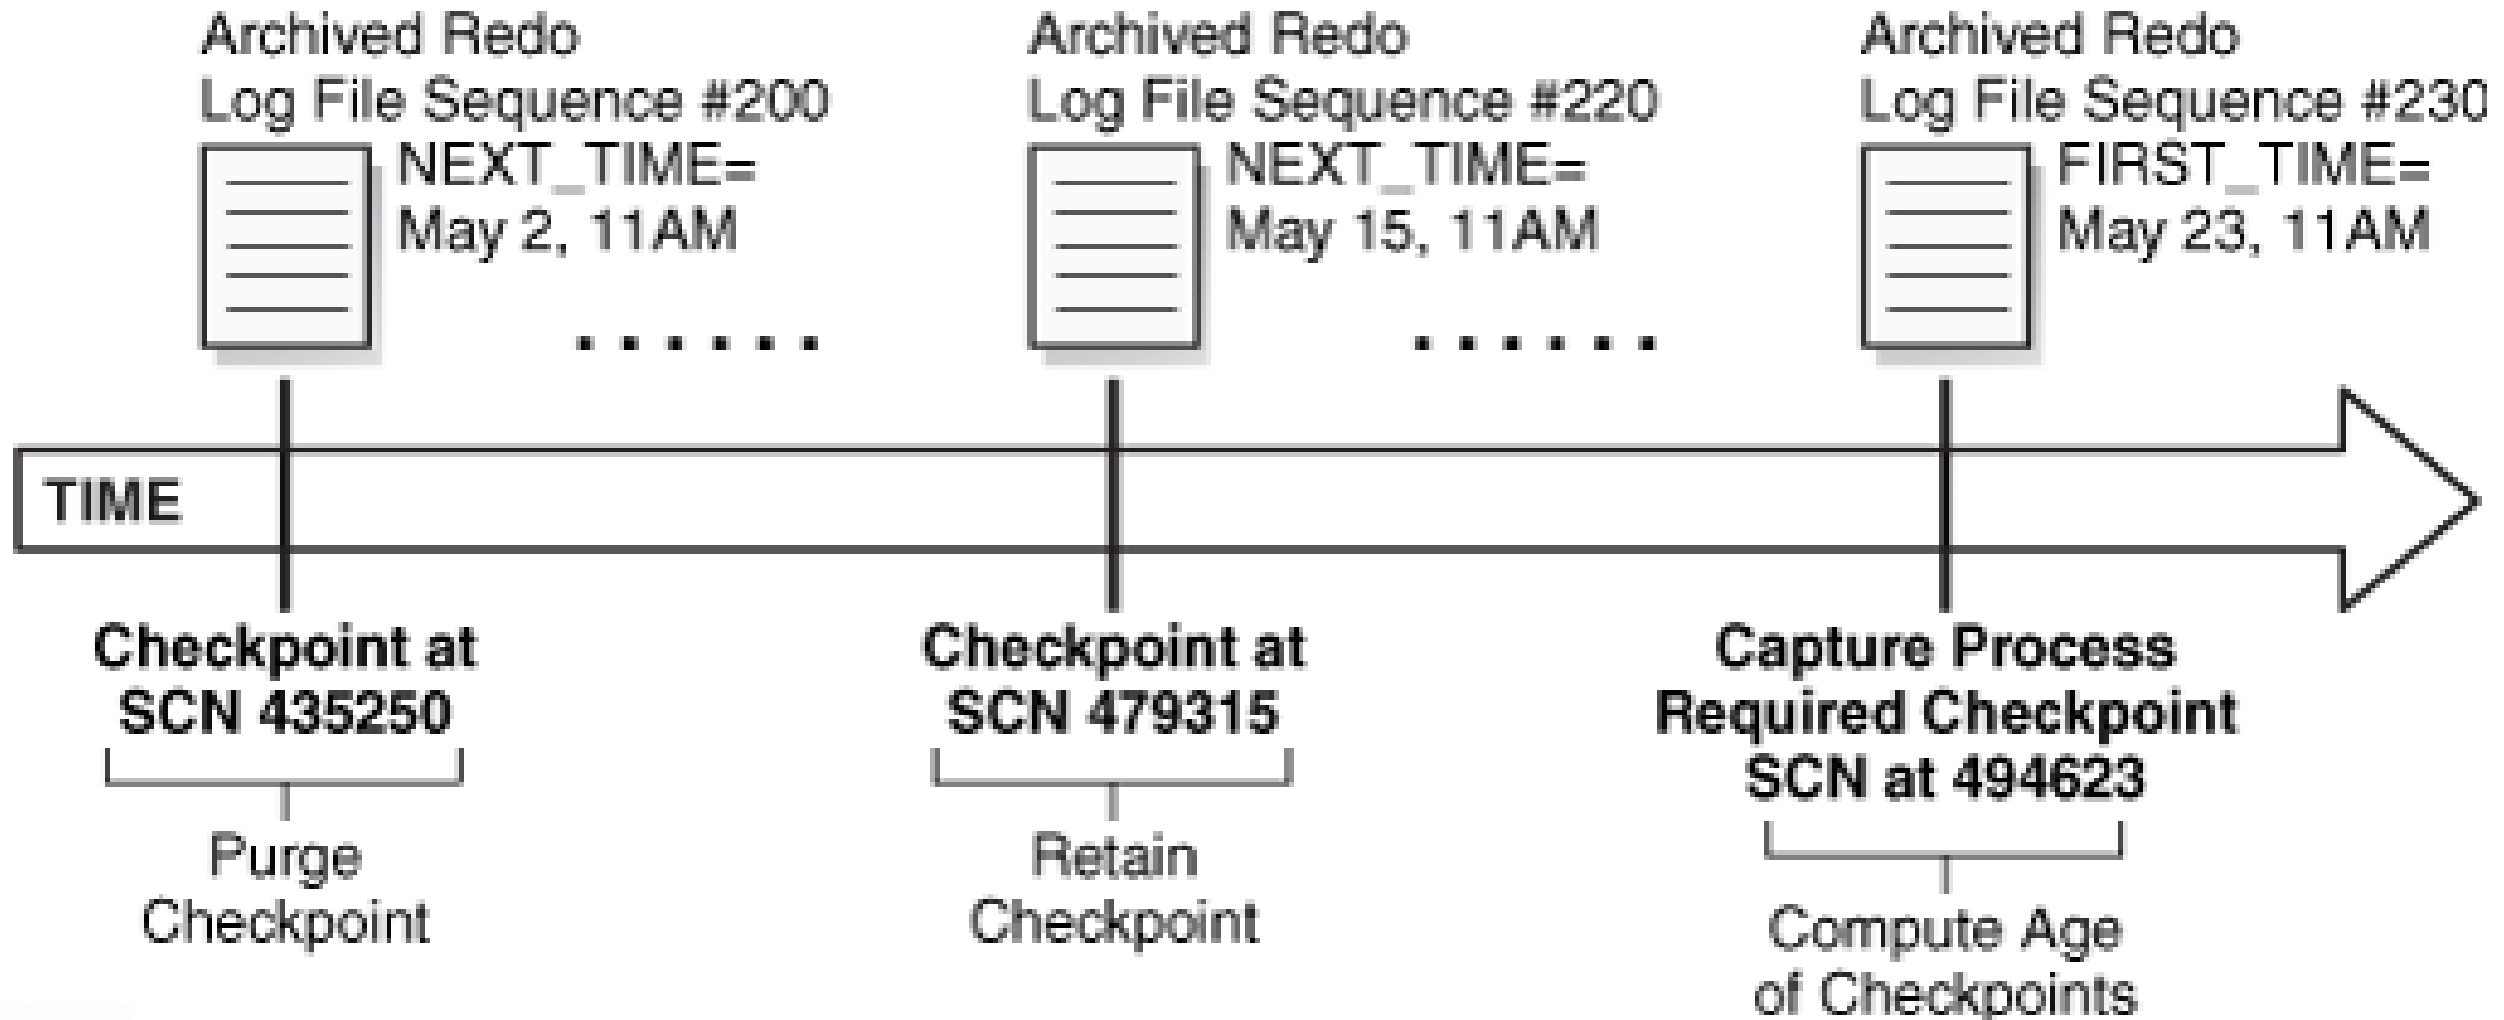 Archived Redo
Log File Sequence #200
NEXT_TIME=
May 2, 11AM
Archived Redo
Log File Sequence #220
NEXT_TIME=
May 15, 11AM
Archived Redo
Log File Sequence #230
FIRST_TIME=
May 23, 11AM
TIME
Checkpoint at
SCN 435250
Purge
Checkpoint
Checkpoint at
SCN 479315
Retain
Checkpoint
Capture Process
Required Checkpoint
SCN at 494623
Compute Age
of Checkpoints